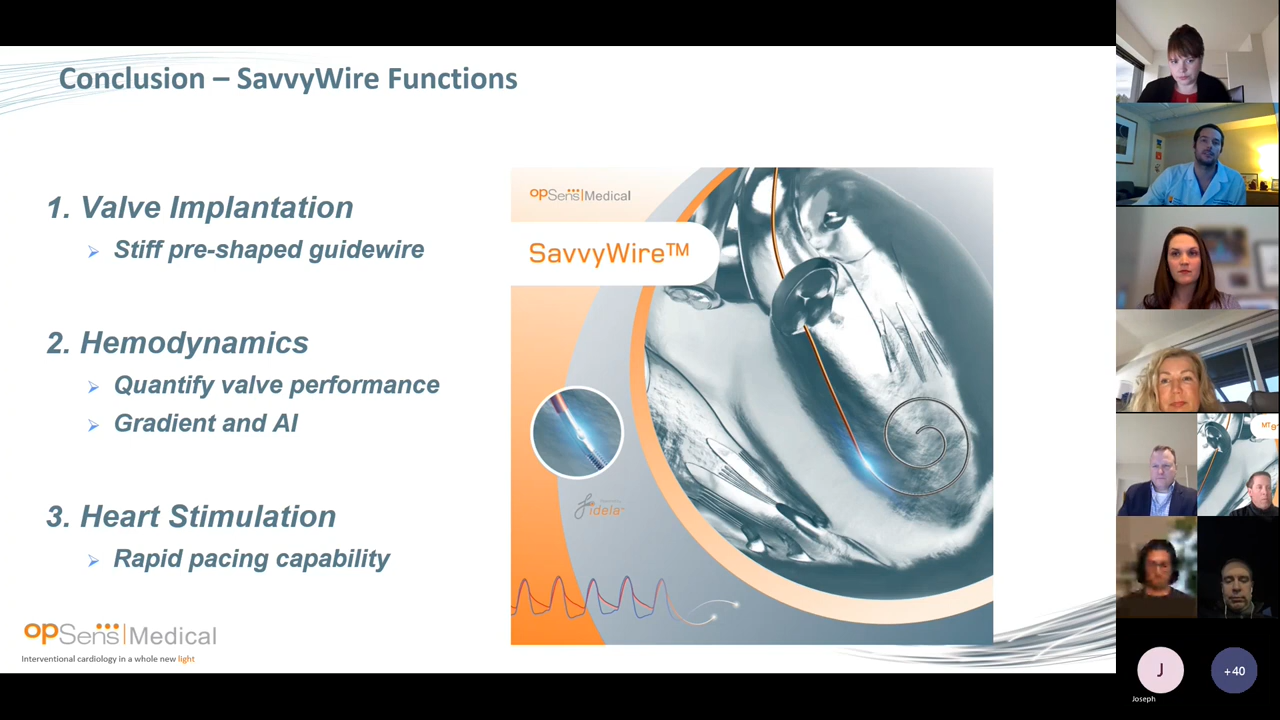 Conclusion – SavvyWire Functions
1. Valve Implantation
Stiff pre-shaped guidewire
2. Hemodynamics
Quantify valve performance
Gradient and AI
3. Heart Stimulation
Rapid pacing capability
opSens|Medical
Interventional cardiology in a whole new light
opSens|Medical
SavvyWire™
Fidela™
J
Joseph
+40